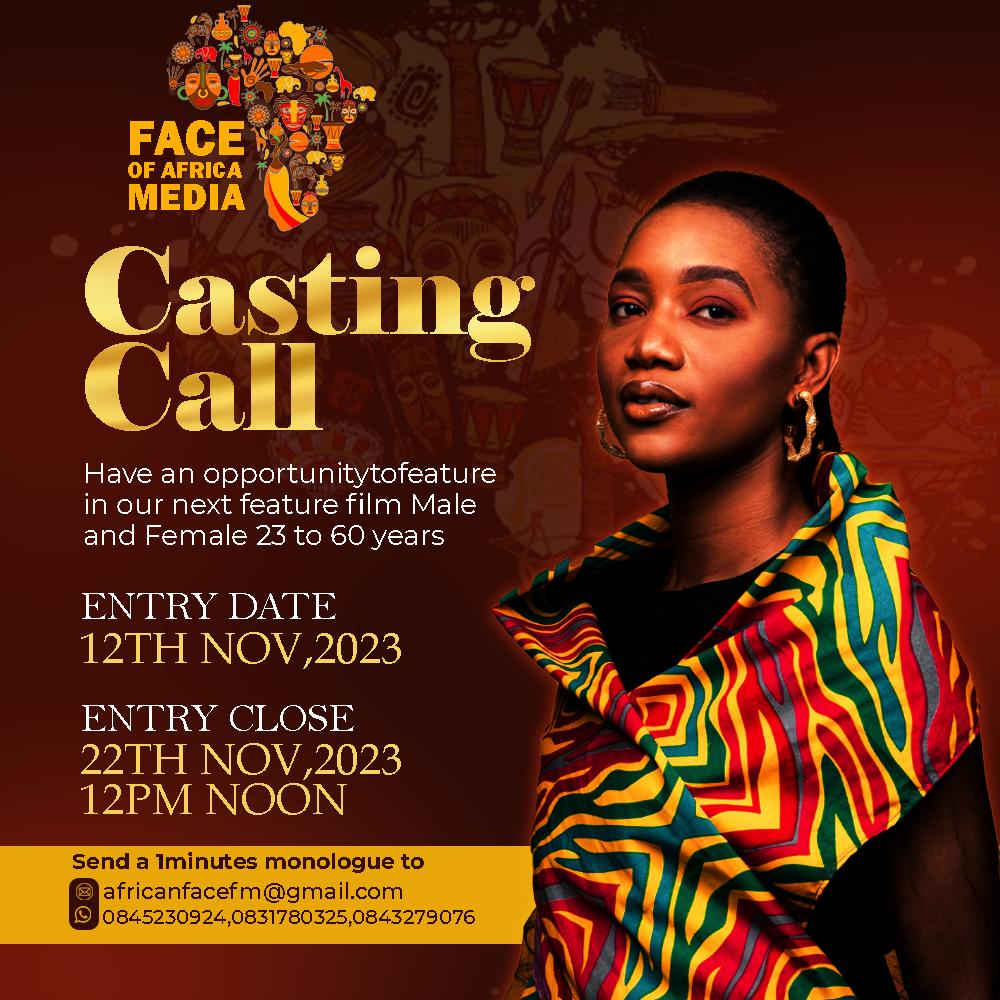 FACE
OF AFRICA
MEDIA
Casting
Call
Have an opportunitytofeature
in our next feature film Male
and Female 23 to 60 years
ENTRY DATE
12TH NOV,2023
ENTRY CLOSE
22TH NOV,2023
12PM NOON
Send a 1minutes monologue to
africanfacefm@gmail.com
0845230924,0831780325,0843279076